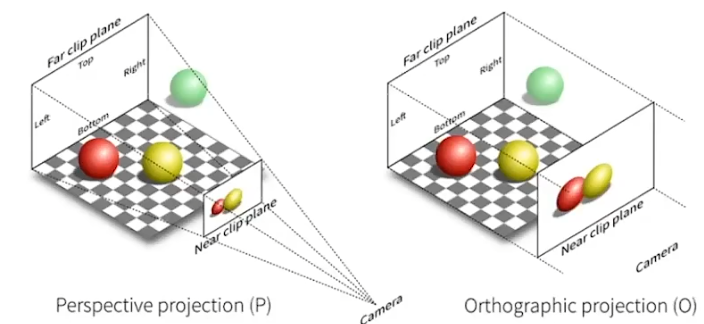 Far clip plane
Top
Right
Left
Bottom
Near clip plane
Camera
Perspective projection (P)
Far clip plane
Top
Right
Left
Bottom
Near clip plane
Camera
Orthographic projection (O)